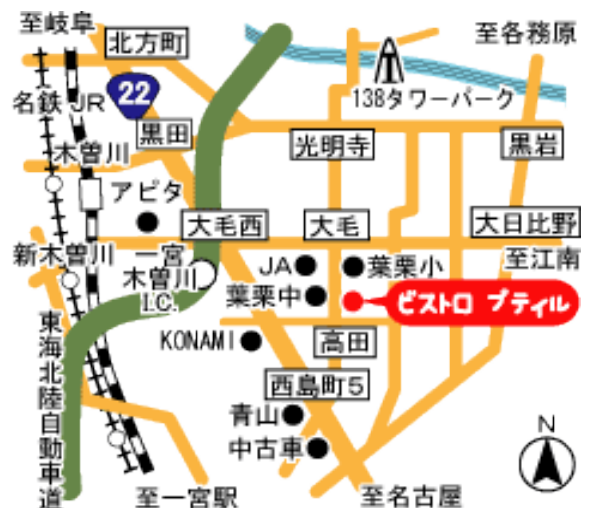 至岐阜
北方町
至各務原
22
名鉄 JR
138タワーパーク
黒田
光明寺
黒岩
木曽川
アピタ
大毛西
大毛
大日比野
新木曽川
一宮
木曽川
I.C.
JA
葉栗小
至江南
葉栗中
ビストロ プティル
KONAMI
高田
東海北陸自動車道
西島町5
青山
中古車
N
至一宮駅
至名古屋